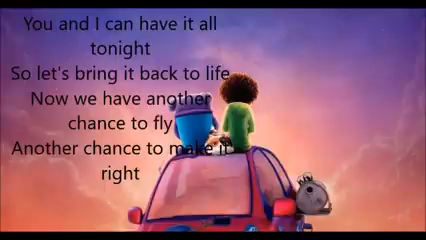 You and I can have it all
tonight
So let's bring it back to life
Now we have another
chance to fly
Another chance to make it
right